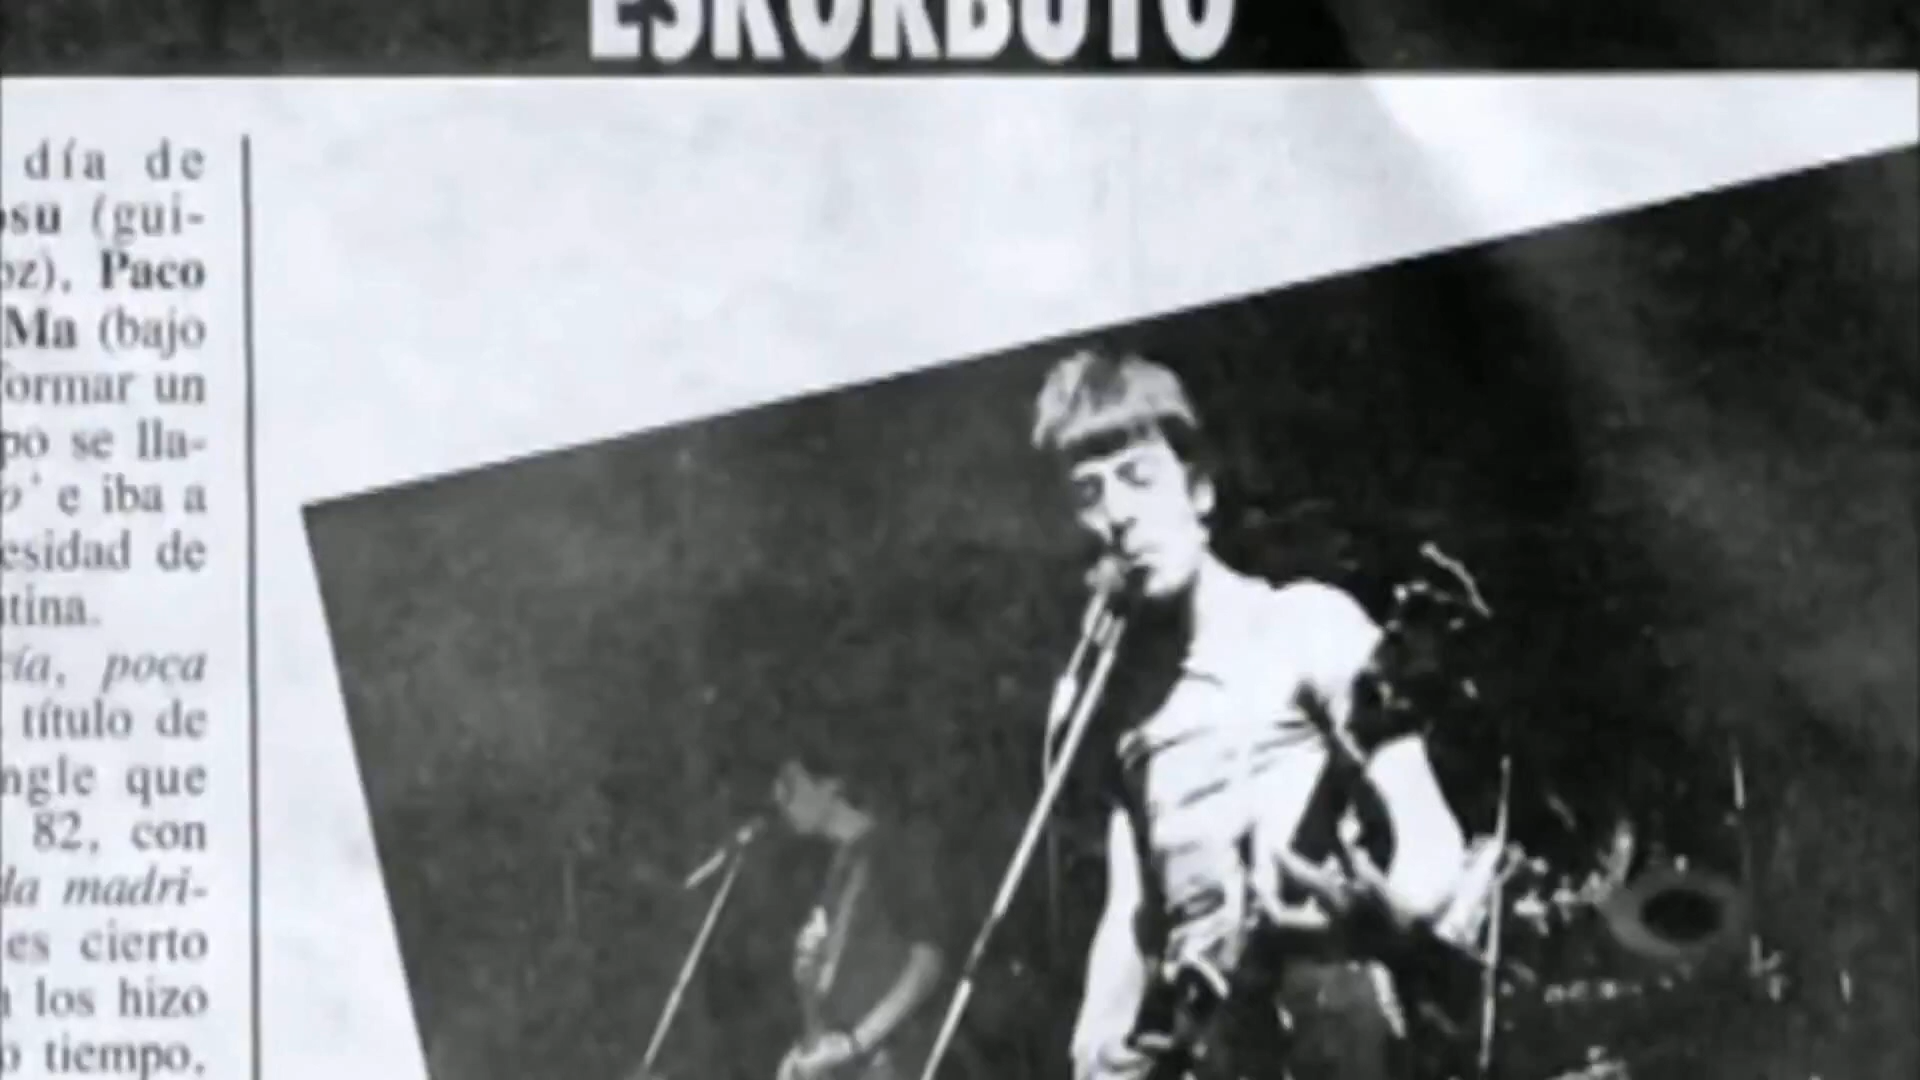 ESKORBUTO
día de
osu (gui-
oz), Paco
Ma (bajo
formar un
po se lla-
o' e iba a
esidad de
tina.
cía, poca
título de
ngle que
82, con
da madri-
es cierto
los hizo
o tiempo,